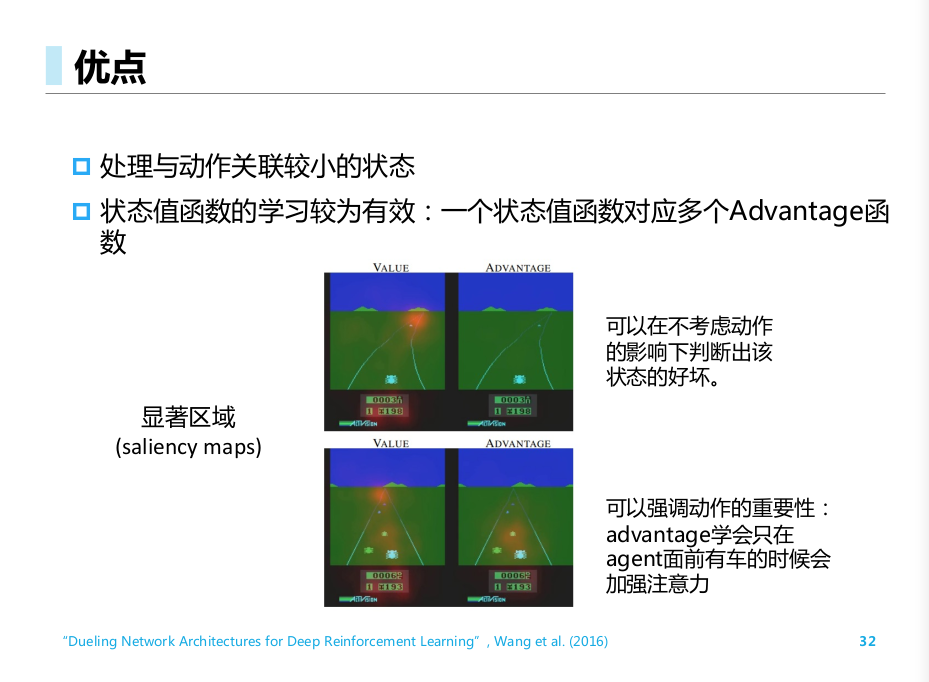 优点
处理与动作关联较小的状态
状态值函数的学习较为有效：一个状态值函数对应多个Advantage函
数
VALUE
ADVANTAGE
可以在不考虑动作
的影响下判断出该
状态的好坏。
显著区域
(saliency maps)
VALUE
ADVANTAGE
可以强调动作的重要性：
advantage学会只在
agent面前有车的时候会
加强注意力
“Dueling Network Architectures for Deep Reinforcement Learning”, Wang et al. (2016)
32